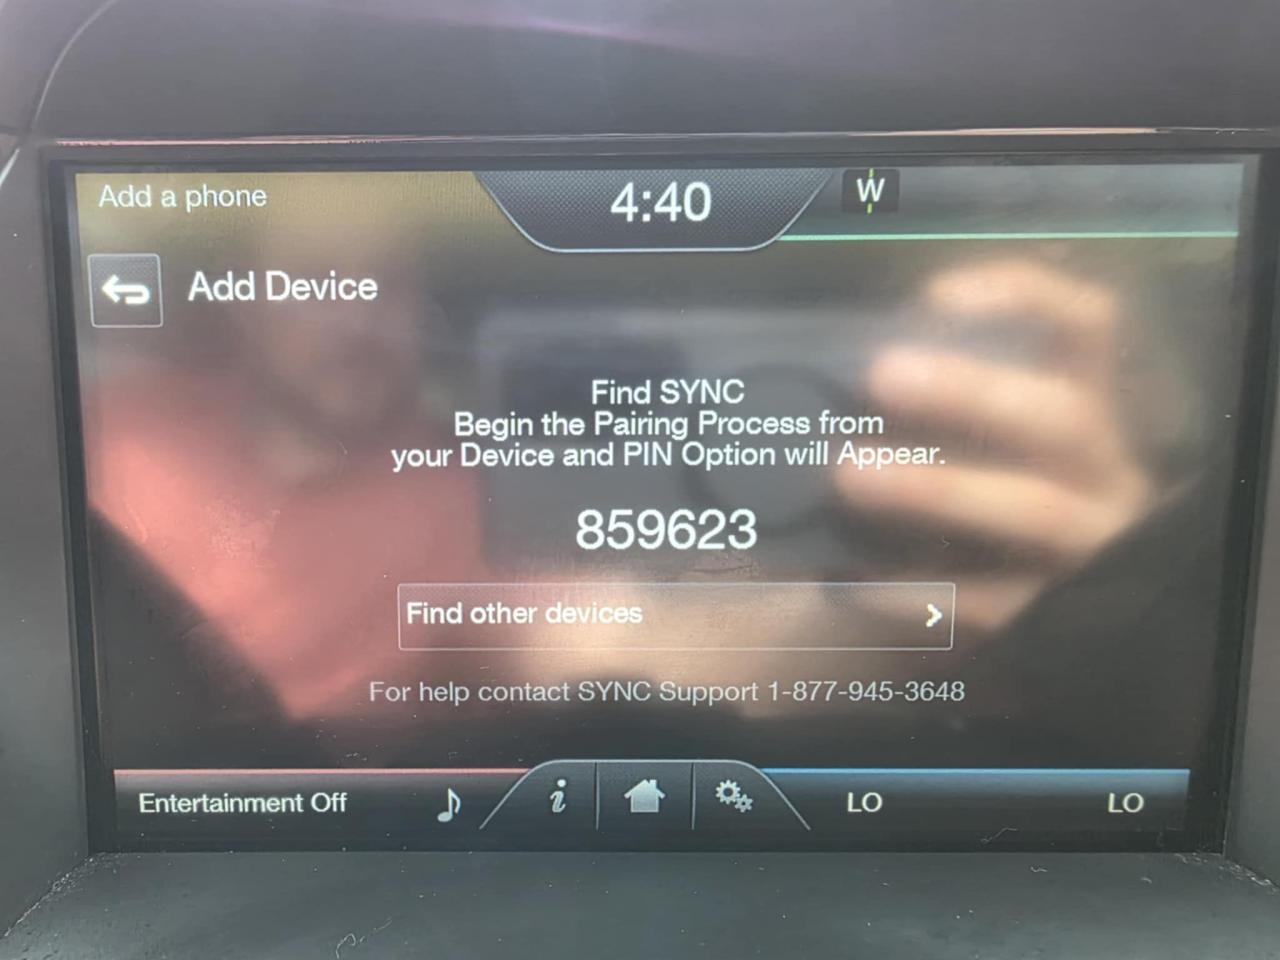 Add a phone
4:40
W
Add Device
Find SYNC
Begin the Pairing Process from
your Device and PIN Option will Appear.
859623
Find other devices
For help contact SYNC Support 1-877-945-3648
Entertainment Off
i
LO
LO